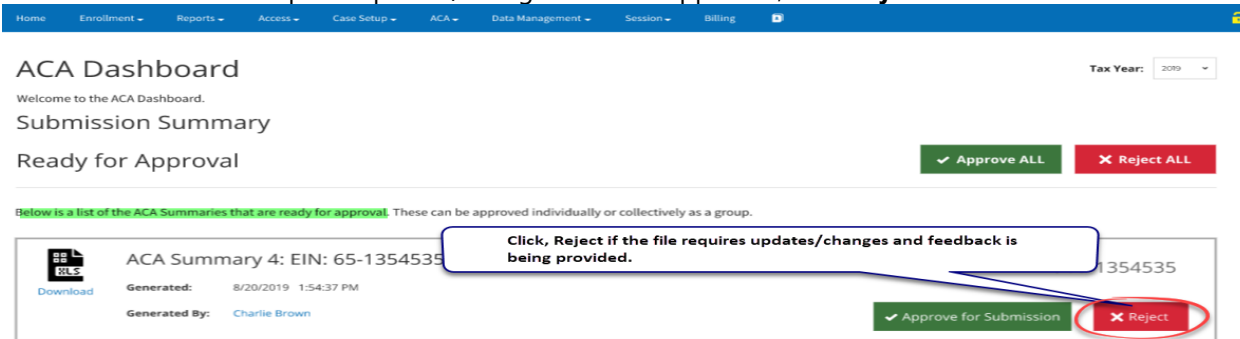 Home Enrollment Reports Access Case Setup ACA Data Management Session Billing
ACA Dashboard
Tax Year: 2019
Welcome to the ACA Dashboard.
Submission Summary
Ready for Approval
Approve ALL
Reject ALL
Below is a list of the ACA Summaries that are ready for approval. These can be approved individually or collectively as a group.
Click, Reject if the file requires updates/changes and feedback is
being provided.
XLS
Download
ACA Summary 4: EIN: 65-1354535
1354535
Generated: 8/20/2019 1:54:37 PM
Generated By: Charlie Brown
Approve for Submission
Reject